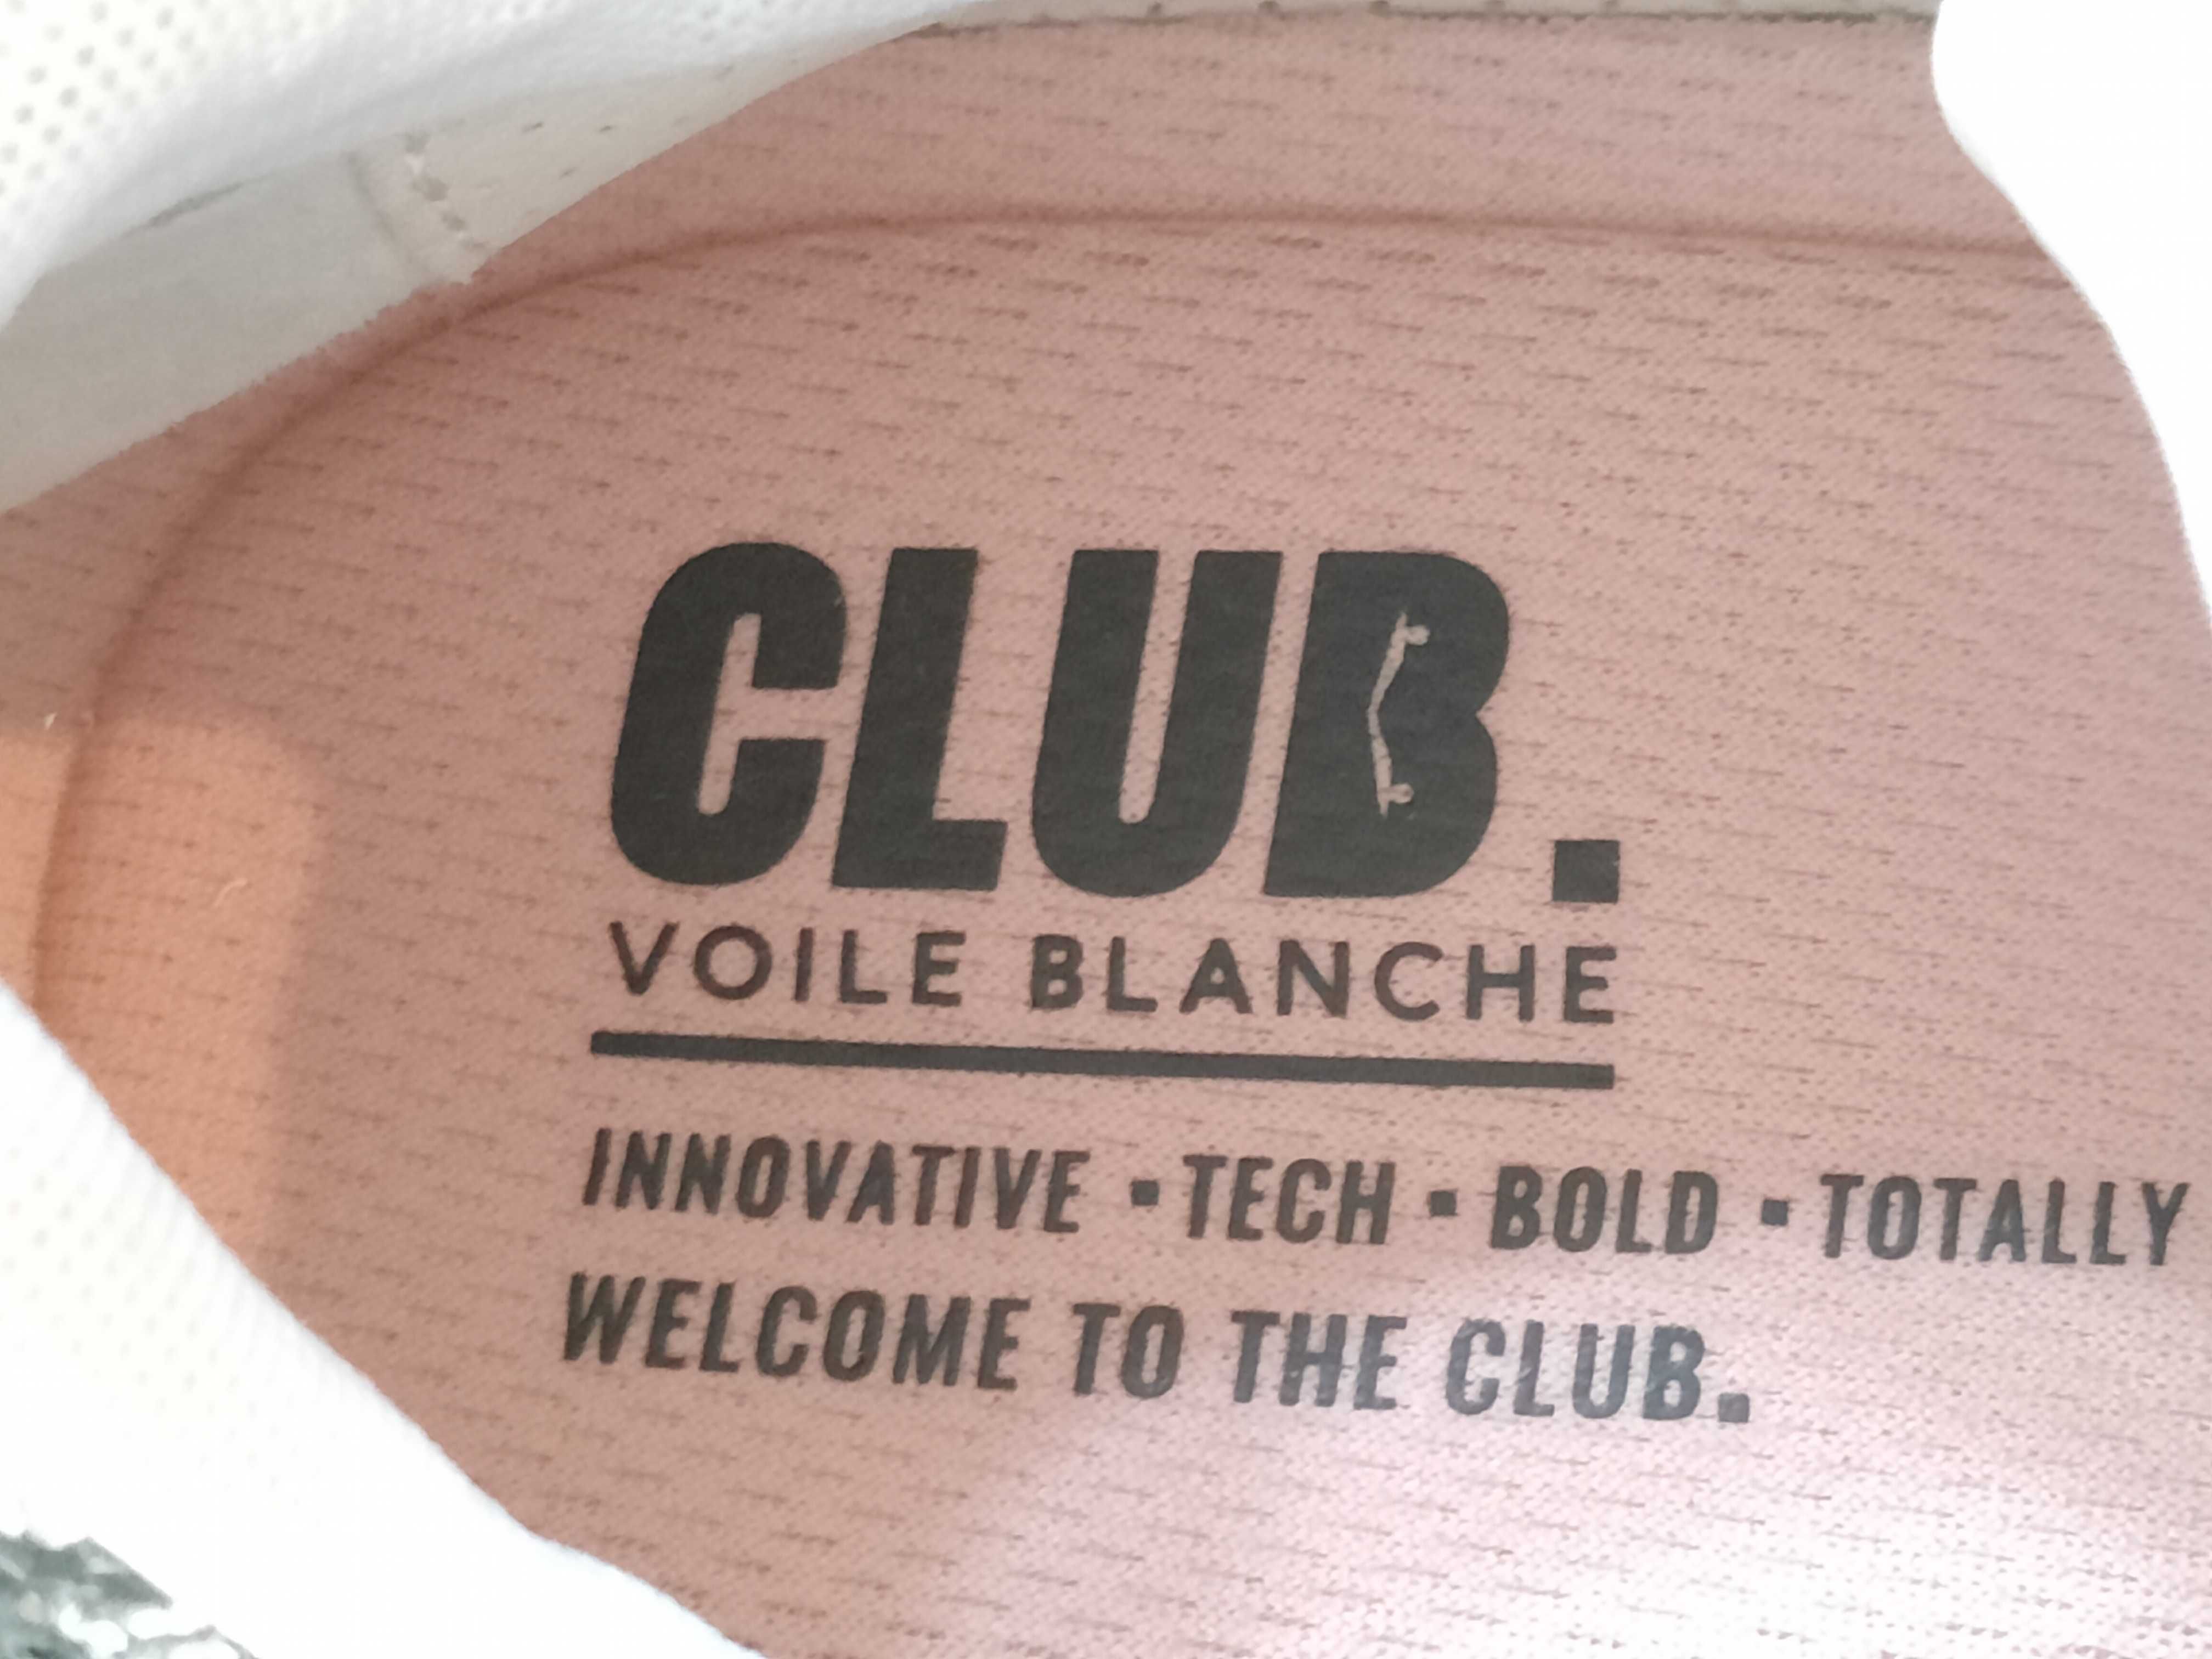 CLUB.
VOILE BLANCHE
INNOVATIVE ▪ TECH ▪ BOLD ▪ TOTALLY
WELCOME TO THE CLUB.